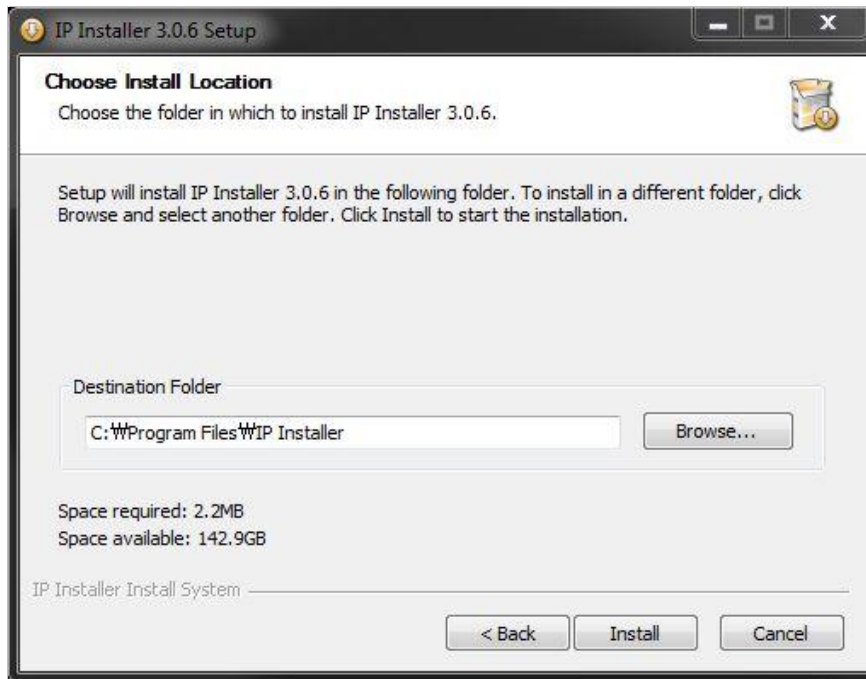 IP Installer 3.0.6 Setup
Choose Install Location
Choose the folder in which to install IP Installer 3.0.6.
Setup will install IP Installer 3.0.6 in the following folder. To install in a different folder, click
Browse and select another folder. Click Install to start the installation.
Destination Folder
C:₩Program Files₩IP Installer
Browse...
Space required: 2.2MB
Space available: 142.9GB
IP Installer Install System
< Back
Install
Cancel